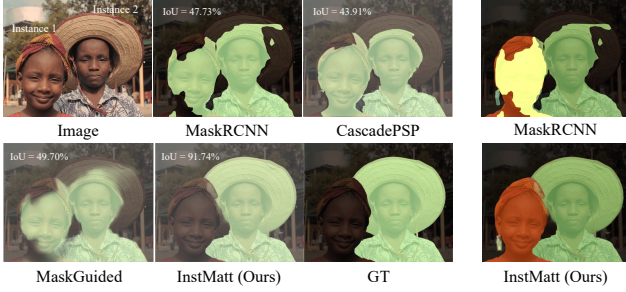 Instance 2
Instance 1
IoU = 47.73%
IoU = 43.91%
Image
MaskRCNN
CascadePSP
MaskRCNN
IoU = 49.70%
IoU = 91.74%
MaskGuided
InstMatt (Ours)
GT
InstMatt (Ours)